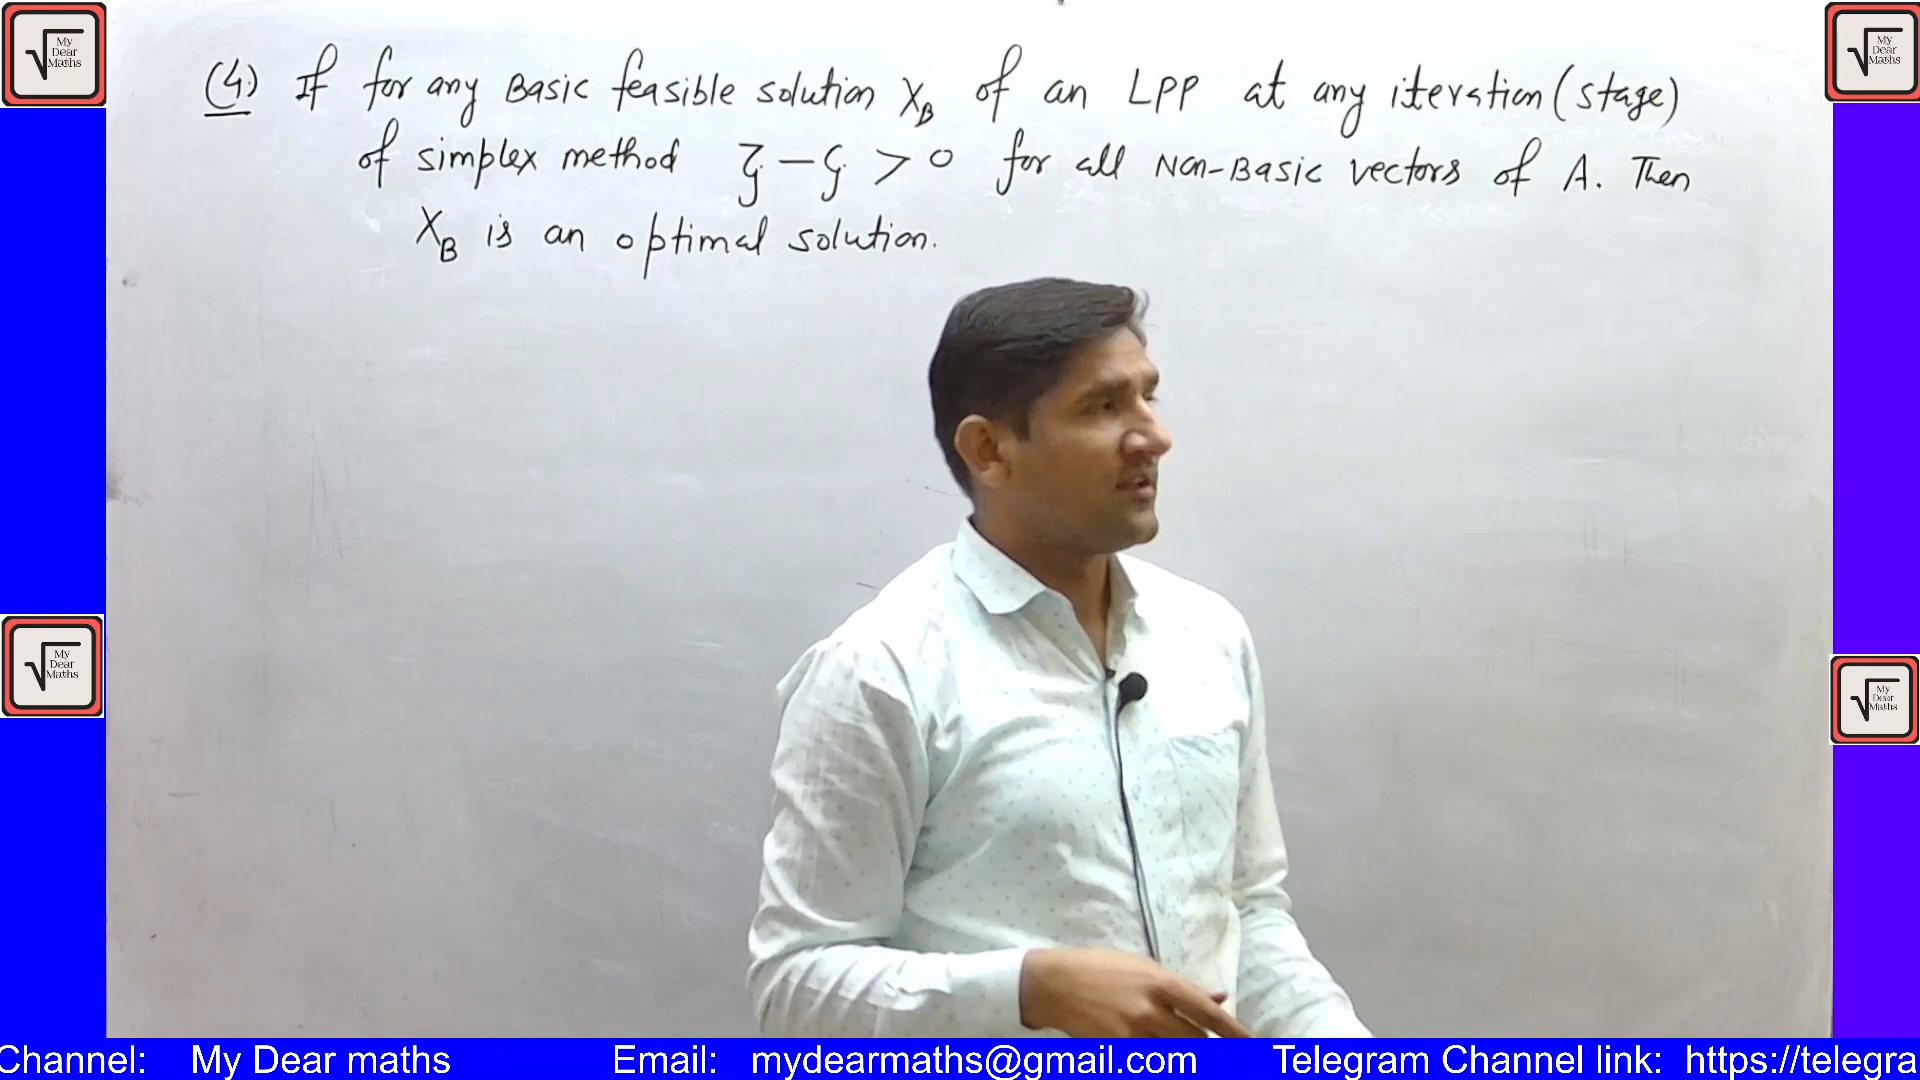 My
Dear
Maths
My
Dear
Maths
(4.) If for any Basic feasible solution X_B of an LPP at any iteration (stage)
of simplex method z_j - c_j > 0 for all Non-Basic vectors of A. Then
X_B is an optimal solution.
My
Dear
Maths
My
Dear
Maths
Channel: My Dear maths Email: mydearmaths@gmail.com Telegram Channel link: https://telegra